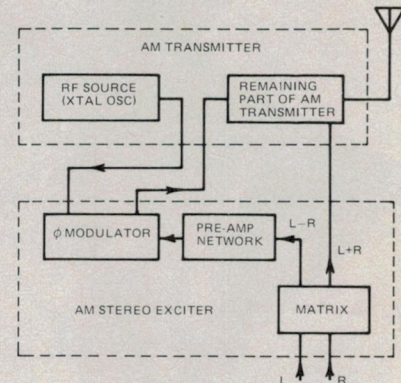 AM TRANSMITTER
RF SOURCE
(XTAL OSC)
REMAINING
PART OF AM
TRANSMITTER
ϕ MODULATOR
PRE-AMP
NETWORK
L−R
L+R
MATRIX
AM STEREO EXCITER
L
R